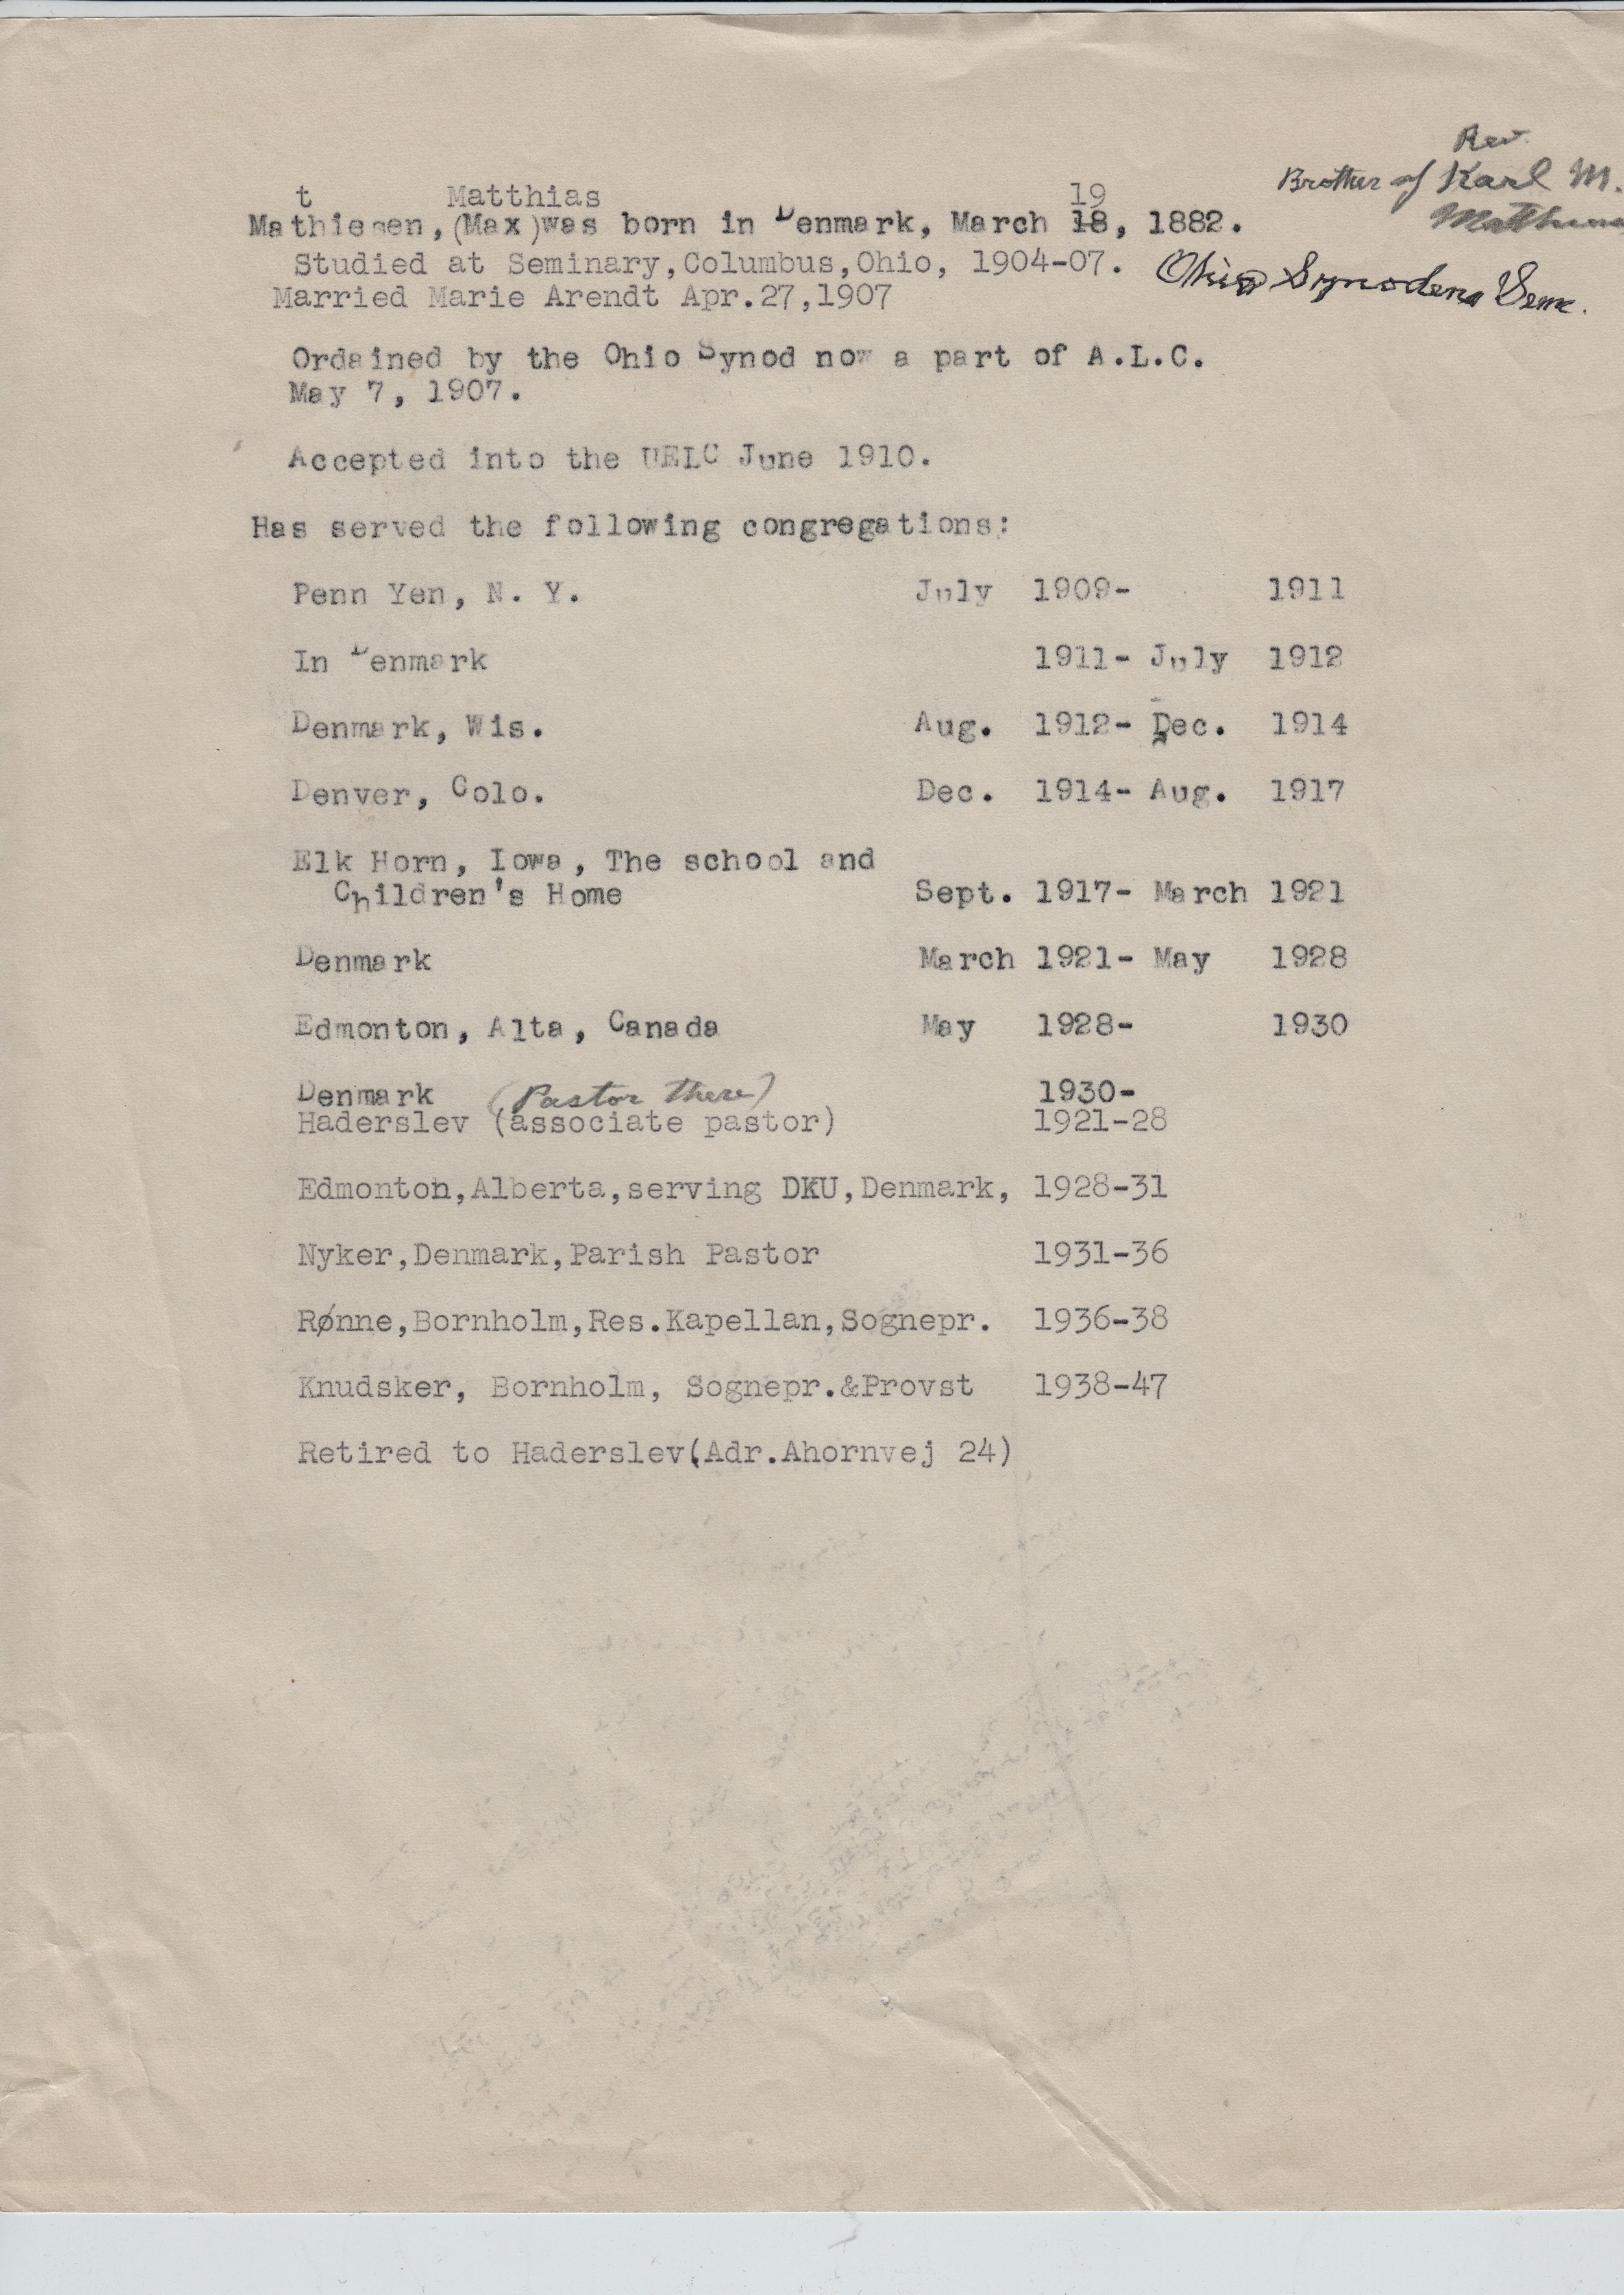 Rev.
Brother of Karl M.
t Matthias 19
Mathiesen, (Max) was born in Denmark, March 18, 1882.
Studied at Seminary,Columbus,Ohio, 1904-07. Ohio Synodens Sem.
Married Marie Arendt Apr.27,1907
Ordained by the Ohio Synod now a part of A.L.C.
May 7, 1907.
Accepted into the UELC June 1910.
Has served the following congregations:
Penn Yen, N. Y. July 1909- 1911
In Denmark 1911- July 1912
Denmark, Wis. Aug. 1912- Dec. 1914
Denver, Colo. Dec. 1914- Aug. 1917
Elk Horn, Iowa, The school and
Children's Home Sept. 1917- March 1921
Denmark March 1921- May 1928
Edmonton, Alta, Canada May 1928- 1930
Denmark (Pastor there) 1930-
Haderslev (associate pastor) 1921-28
Edmonton,Alberta,serving DKU,Denmark, 1928-31
Nyker,Denmark,Parish Pastor 1931-36
Rønne,Bornholm,Res.Kapellan,Sognepr. 1936-38
Knudsker, Bornholm, Sognepr.&Provst 1938-47
Retired to Haderslev(Adr.Ahornvej 24)